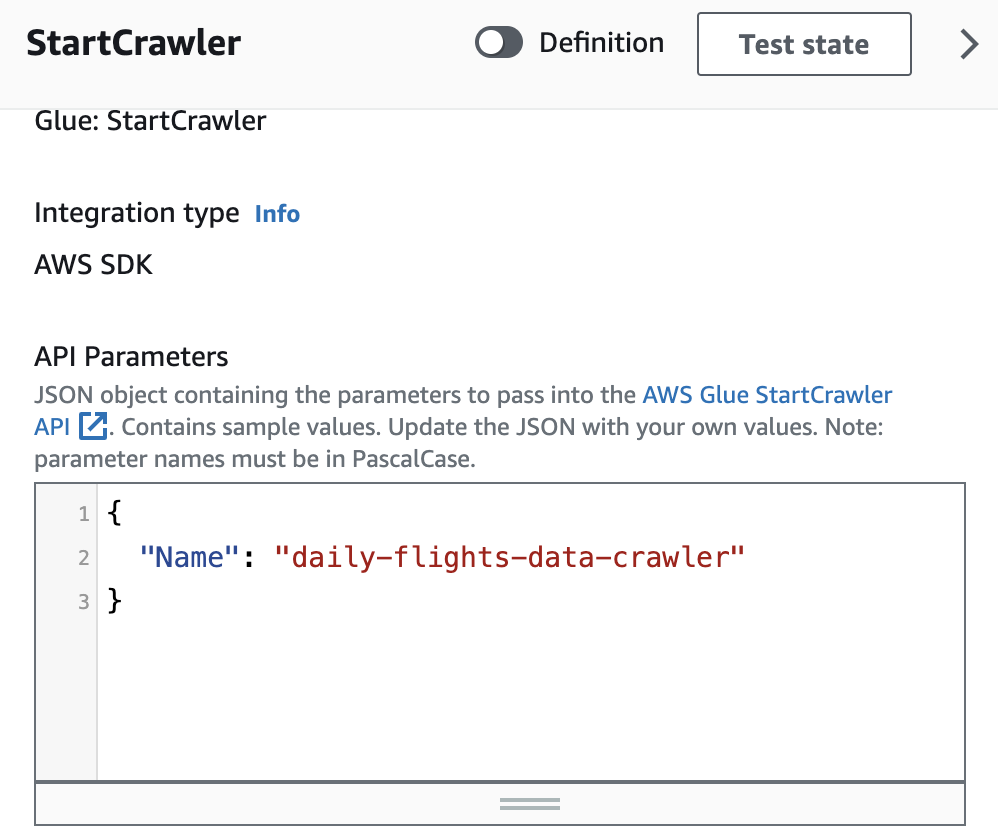 StartCrawler
Definition
Test state
Glue: StartCrawler
Integration type Info
AWS SDK
API Parameters
JSON object containing the parameters to pass into the AWS Glue StartCrawler
API . Contains sample values. Update the JSON with your own values. Note:
parameter names must be in PascalCase.
1 {
2 "Name": "daily-flights-data-crawler"
3 }